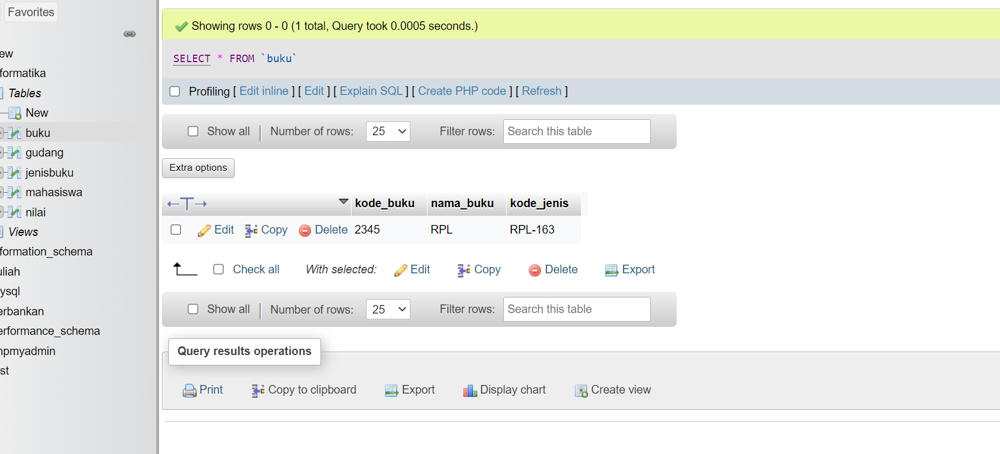 Favorites
ew
formatika
Tables
New
buku
gudang
jenisbuku
mahasiswa
nilai
Views
formation_schema
uliah
ysql
erbankan
erformance_schema
hpmyadmin
st
Showing rows 0 - 0 (1 total, Query took 0.0005 seconds.)
SELECT * FROM `buku`
Profiling [ Edit inline ] [ Edit ] [ Explain SQL ] [ Create PHP code ] [ Refresh ]
Show all | Number of rows: 25 Filter rows: Search this table
Extra options
kode_buku nama_buku kode_jenis
Edit Copy Delete 2345 RPL RPL-163
Check all With selected: Edit Copy Delete Export
Show all | Number of rows: 25 Filter rows: Search this table
Query results operations
Print Copy to clipboard Export Display chart Create view